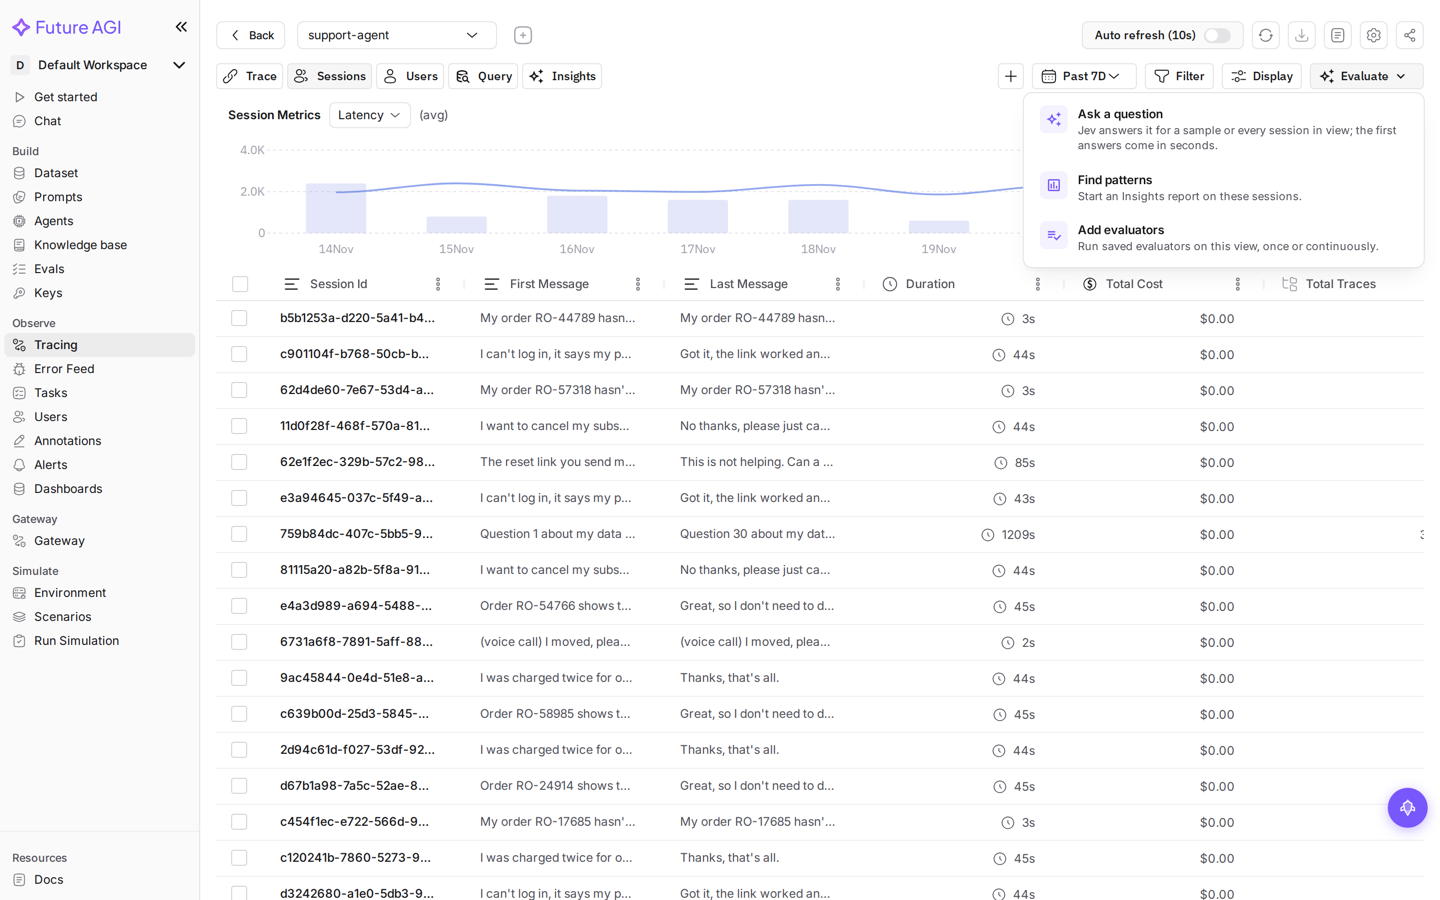 Future AGI
D Default Workspace
Get started
Chat
Build
Dataset
Prompts
Agents
Knowledge base
Evals
Keys
Observe
Tracing
Error Feed
Tasks
Users
Annotations
Alerts
Dashboards
Gateway
Gateway
Simulate
Environment
Scenarios
Run Simulation
Resources
Docs
Back
support-agent
Auto refresh (10s)
Trace Sessions Users Query Insights
Past 7D Filter Display Evaluate
Session Metrics Latency (avg)
4.0K
2.0K
0
14Nov 15Nov 16Nov 17Nov 18Nov 19Nov
Ask a question
Jev answers it for a sample or every session in view; the first
answers come in seconds.
Find patterns
Start an Insights report on these sessions.
Add evaluators
Run saved evaluators on this view, once or continuously.
Session Id First Message Last Message Duration Total Cost Total Traces
b5b1253a-d220-5a41-b4... My order RO-44789 hasn... My order RO-44789 hasn... 3s $0.00
c901104f-b768-50cb-b... I can't log in, it says my p... Got it, the link worked an... 44s $0.00
62d4de60-7e67-53d4-a... My order RO-57318 hasn'... My order RO-57318 hasn'... 3s $0.00
11d0f28f-468f-570a-81... I want to cancel my subs... No thanks, please just ca... 44s $0.00
62e1f2ec-329b-57c2-98... The reset link you send m... This is not helping. Can a ... 85s $0.00
e3a94645-037c-5f49-a... I can't log in, it says my p... Got it, the link worked an... 43s $0.00
759b84dc-407c-5bb5-9... Question 1 about my data ... Question 30 about my dat... 1209s $0.00
81115a20-a82b-5f8a-91... I want to cancel my subs... No thanks, please just ca... 44s $0.00
e4a3d989-a694-5488-... Order RO-54766 shows t... Great, so I don't need to d... 45s $0.00
6731a6f8-7891-5aff-88... (voice call) I moved, plea... (voice call) I moved, plea... 2s $0.00
9ac45844-0e4d-51e8-a... I was charged twice for o... Thanks, that's all. 44s $0.00
c639b00d-25d3-5845-... Order RO-58985 shows t... Great, so I don't need to d... 45s $0.00
2d94c61d-f027-53df-92... I was charged twice for o... Thanks, that's all. 44s $0.00
d67b1a98-7a5c-52ae-8... Order RO-24914 shows t... Great, so I don't need to d... 45s $0.00
c454f1ec-e722-566d-9... My order RO-17685 hasn'... My order RO-17685 hasn'... 3s $0.00
c120241b-7860-5273-9... I was charged twice for o... Thanks, that's all. 45s $0.00
d3242680-a1e0-5db3-9... I can't log in, it says my p... Got it, the link worked an... 44s $0.00